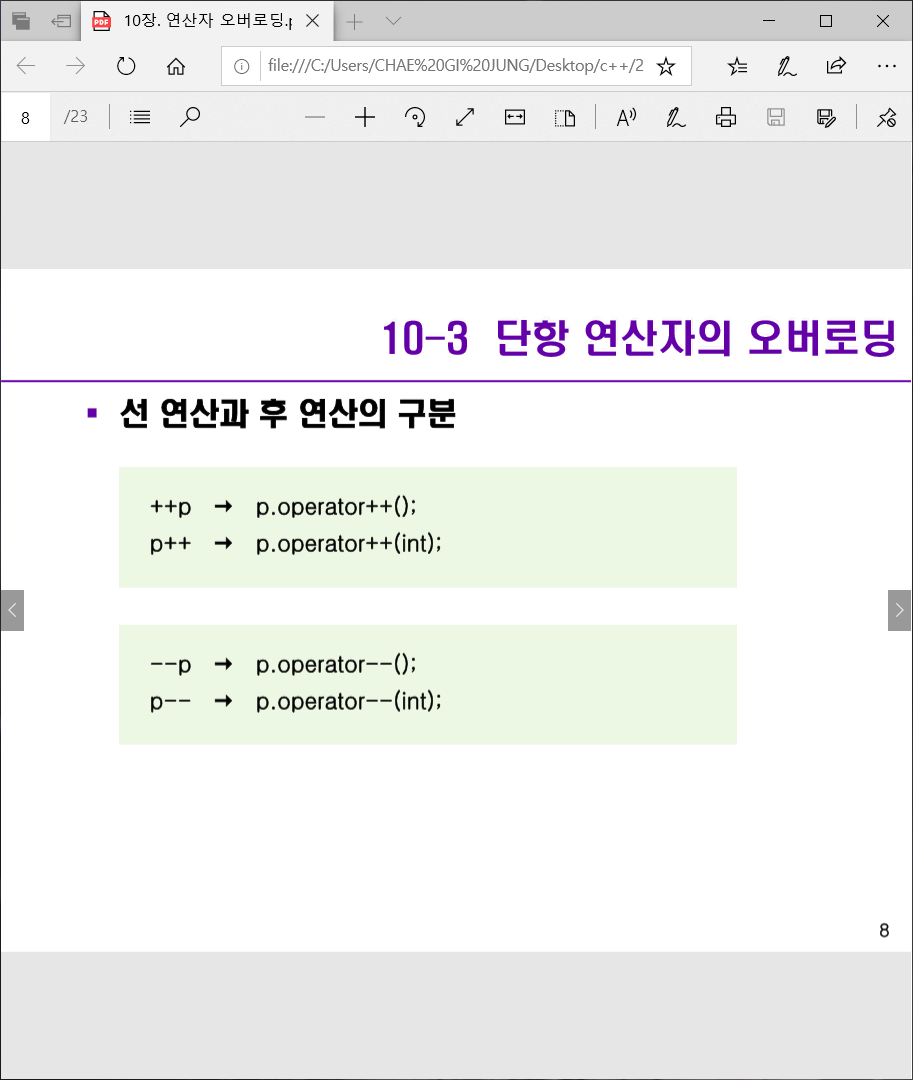 10장. 연산자 오버로딩.p
file:///C:/Users/CHAE%20GI%20JUNG/Desktop/c++/2
8 /23
10-3 단항 연산자의 오버로딩
▪ 선 연산과 후 연산의 구분
++p → p.operator++();
p++ → p.operator++(int);
--p → p.operator--();
p-- → p.operator--(int);
8